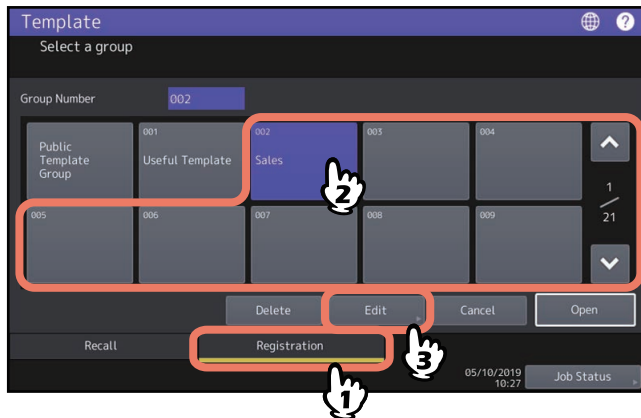 Template
?
Select a group
Group Number 002
Public
Template
Group
001
Useful Template
002
Sales
003
004
1
/
21
005
006
007
008
009
2
Delete
Edit
Cancel
Open
3
Recall
Registration
1
05/10/2019
10:27
Job Status